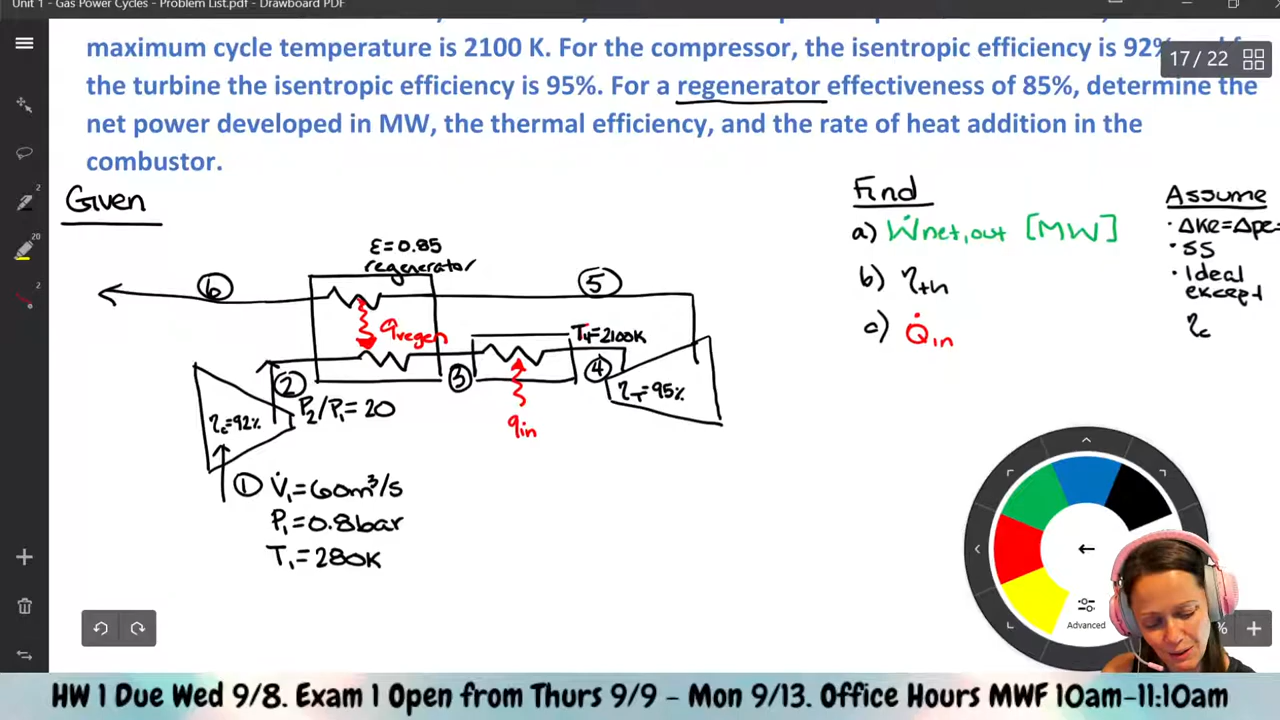 Unit 1 - Gas Power Cycles - Problem List.pdf - Drawboard PDF
maximum cycle temperature is 2100 K. For the compressor, the isentropic efficiency is 92%
the turbine the isentropic efficiency is 95%. For a regenerator effectiveness of 85%, determine the
net power developed in MW, the thermal efficiency, and the rate of heat addition in the
combustor.
17 / 22
Given
Find
Assume
a) Ẇnet,out [MW]
b) ηth
c) Q̇in
• ΔKE=ΔPE=
• SS
• Ideal
except
ηc
ε=0.85
regenerator
6
5
qregen
T4=2100K
2
3
4
ηc=92%
P2/P1=20
qin
ηT=95%
1 V̇1=60m³/s
P1=0.8bar
T1=280K
2
20
2
Advanced
%
HW 1 Due Wed 9/8. Exam 1 Open from Thurs 9/9 - Mon 9/13. Office Hours MWF 10am-11:10am